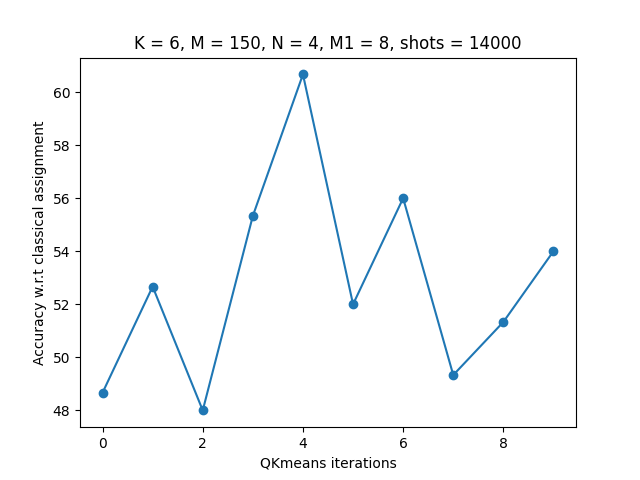 K = 6, M = 150, N = 4, M1 = 8, shots = 14000
60
58
56
54
52
50
48
Accuracy w.r.t classical assignment
0 2 4 6 8
QKmeans iterations